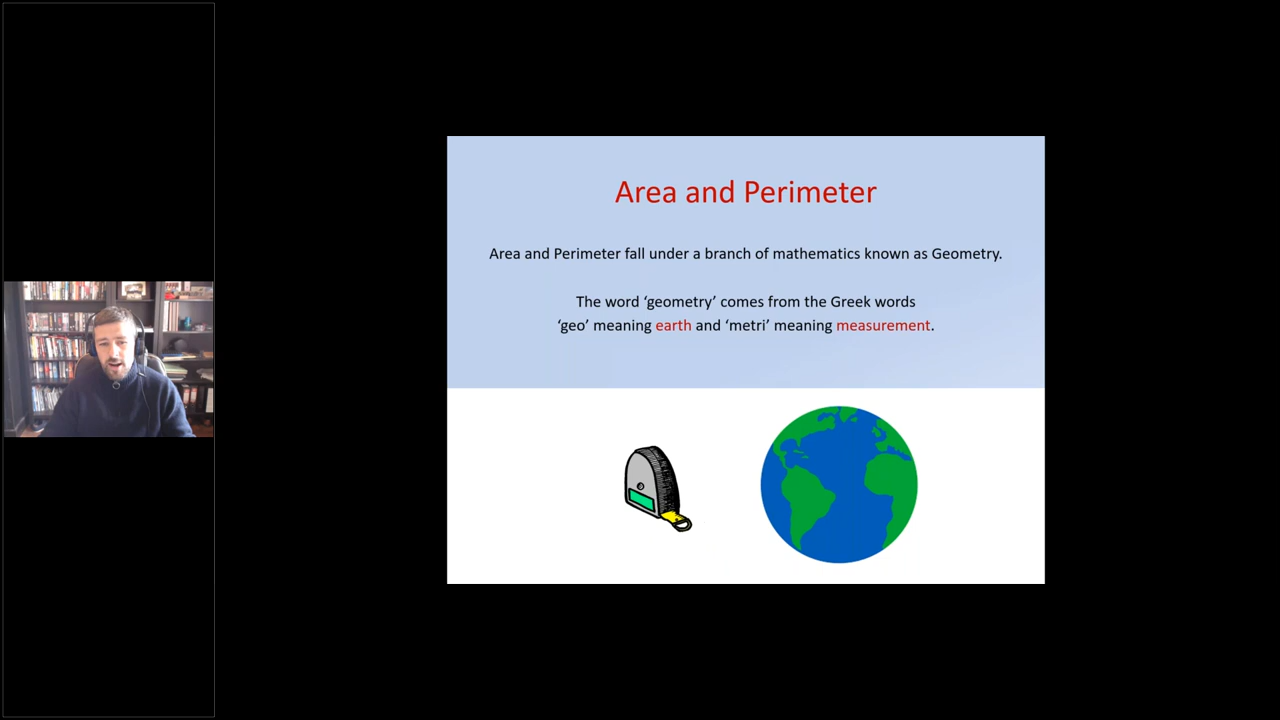 Area and Perimeter
Area and Perimeter fall under a branch of mathematics known as Geometry.
The word ‘geometry’ comes from the Greek words
‘geo’ meaning earth and ‘metri’ meaning measurement.